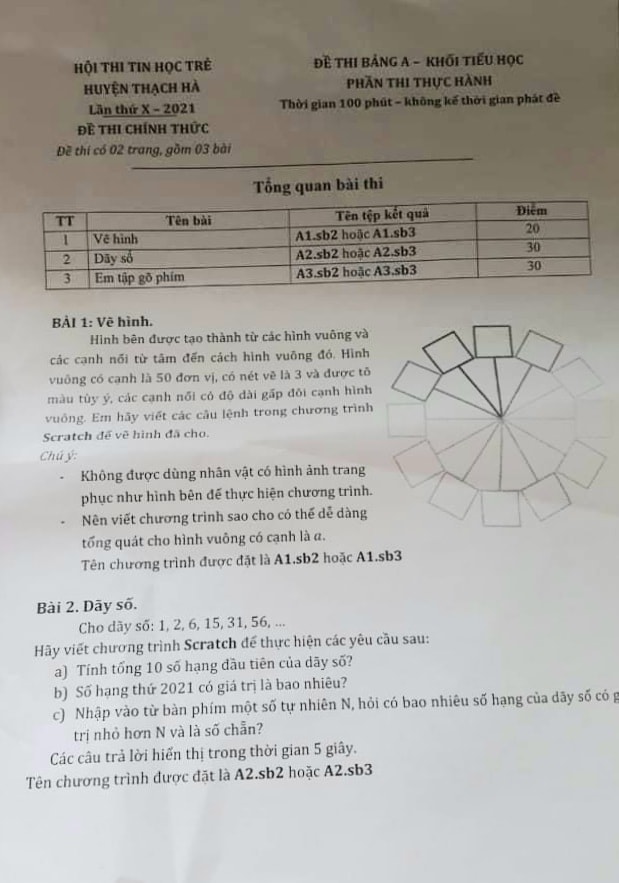 HỘI THI TIN HỌC TRẺ
HUYỆN THẠCH HÀ
Lần thứ X – 2021
ĐỀ THI CHÍNH THỨC
Đề thi có 02 trang, gồm 03 bài
ĐỀ THI BẢNG A – KHỐI TIỂU HỌC
PHẦN THI THỰC HÀNH
Thời gian 100 phút – không kể thời gian phát đề
Tổng quan bài thi
TT Tên bài Tên tệp kết quả Điểm
1 Vẽ hình A1.sb2 hoặc A1.sb3 20
2 Dãy số A2.sb2 hoặc A2.sb3 30
3 Em tập gõ phím A3.sb2 hoặc A3.sb3 30
BÀI 1: Vẽ hình.
Hình bên được tạo thành từ các hình vuông và
các cạnh nối từ tâm đến cách hình vuông đó. Hình
vuông có cạnh là 50 đơn vị, có nét vẽ là 3 và được tô
màu tùy ý, các cạnh nối có độ dài gấp đôi cạnh hình
vuông. Em hãy viết các câu lệnh trong chương trình
Scratch để vẽ hình đã cho.
Chú ý:
- Không được dùng nhân vật có hình ảnh trang
phục như hình bên để thực hiện chương trình.
- Nên viết chương trình sao cho có thể dễ dàng
tổng quát cho hình vuông có cạnh là a.
Tên chương trình được đặt là A1.sb2 hoặc A1.sb3
Bài 2. Dãy số.
Cho dãy số: 1, 2, 6, 15, 31, 56, ...
Hãy viết chương trình Scratch để thực hiện các yêu cầu sau:
a) Tính tổng 10 số hạng đầu tiên của dãy số?
b) Số hạng thứ 2021 có giá trị là bao nhiêu?
c) Nhập vào từ bàn phím một số tự nhiên N, hỏi có bao nhiêu số hạng của dãy số có
trị nhỏ hơn N và là số chẵn?
Các câu trả lời hiển thị trong thời gian 5 giây.
Tên chương trình được đặt là A2.sb2 hoặc A2.sb3